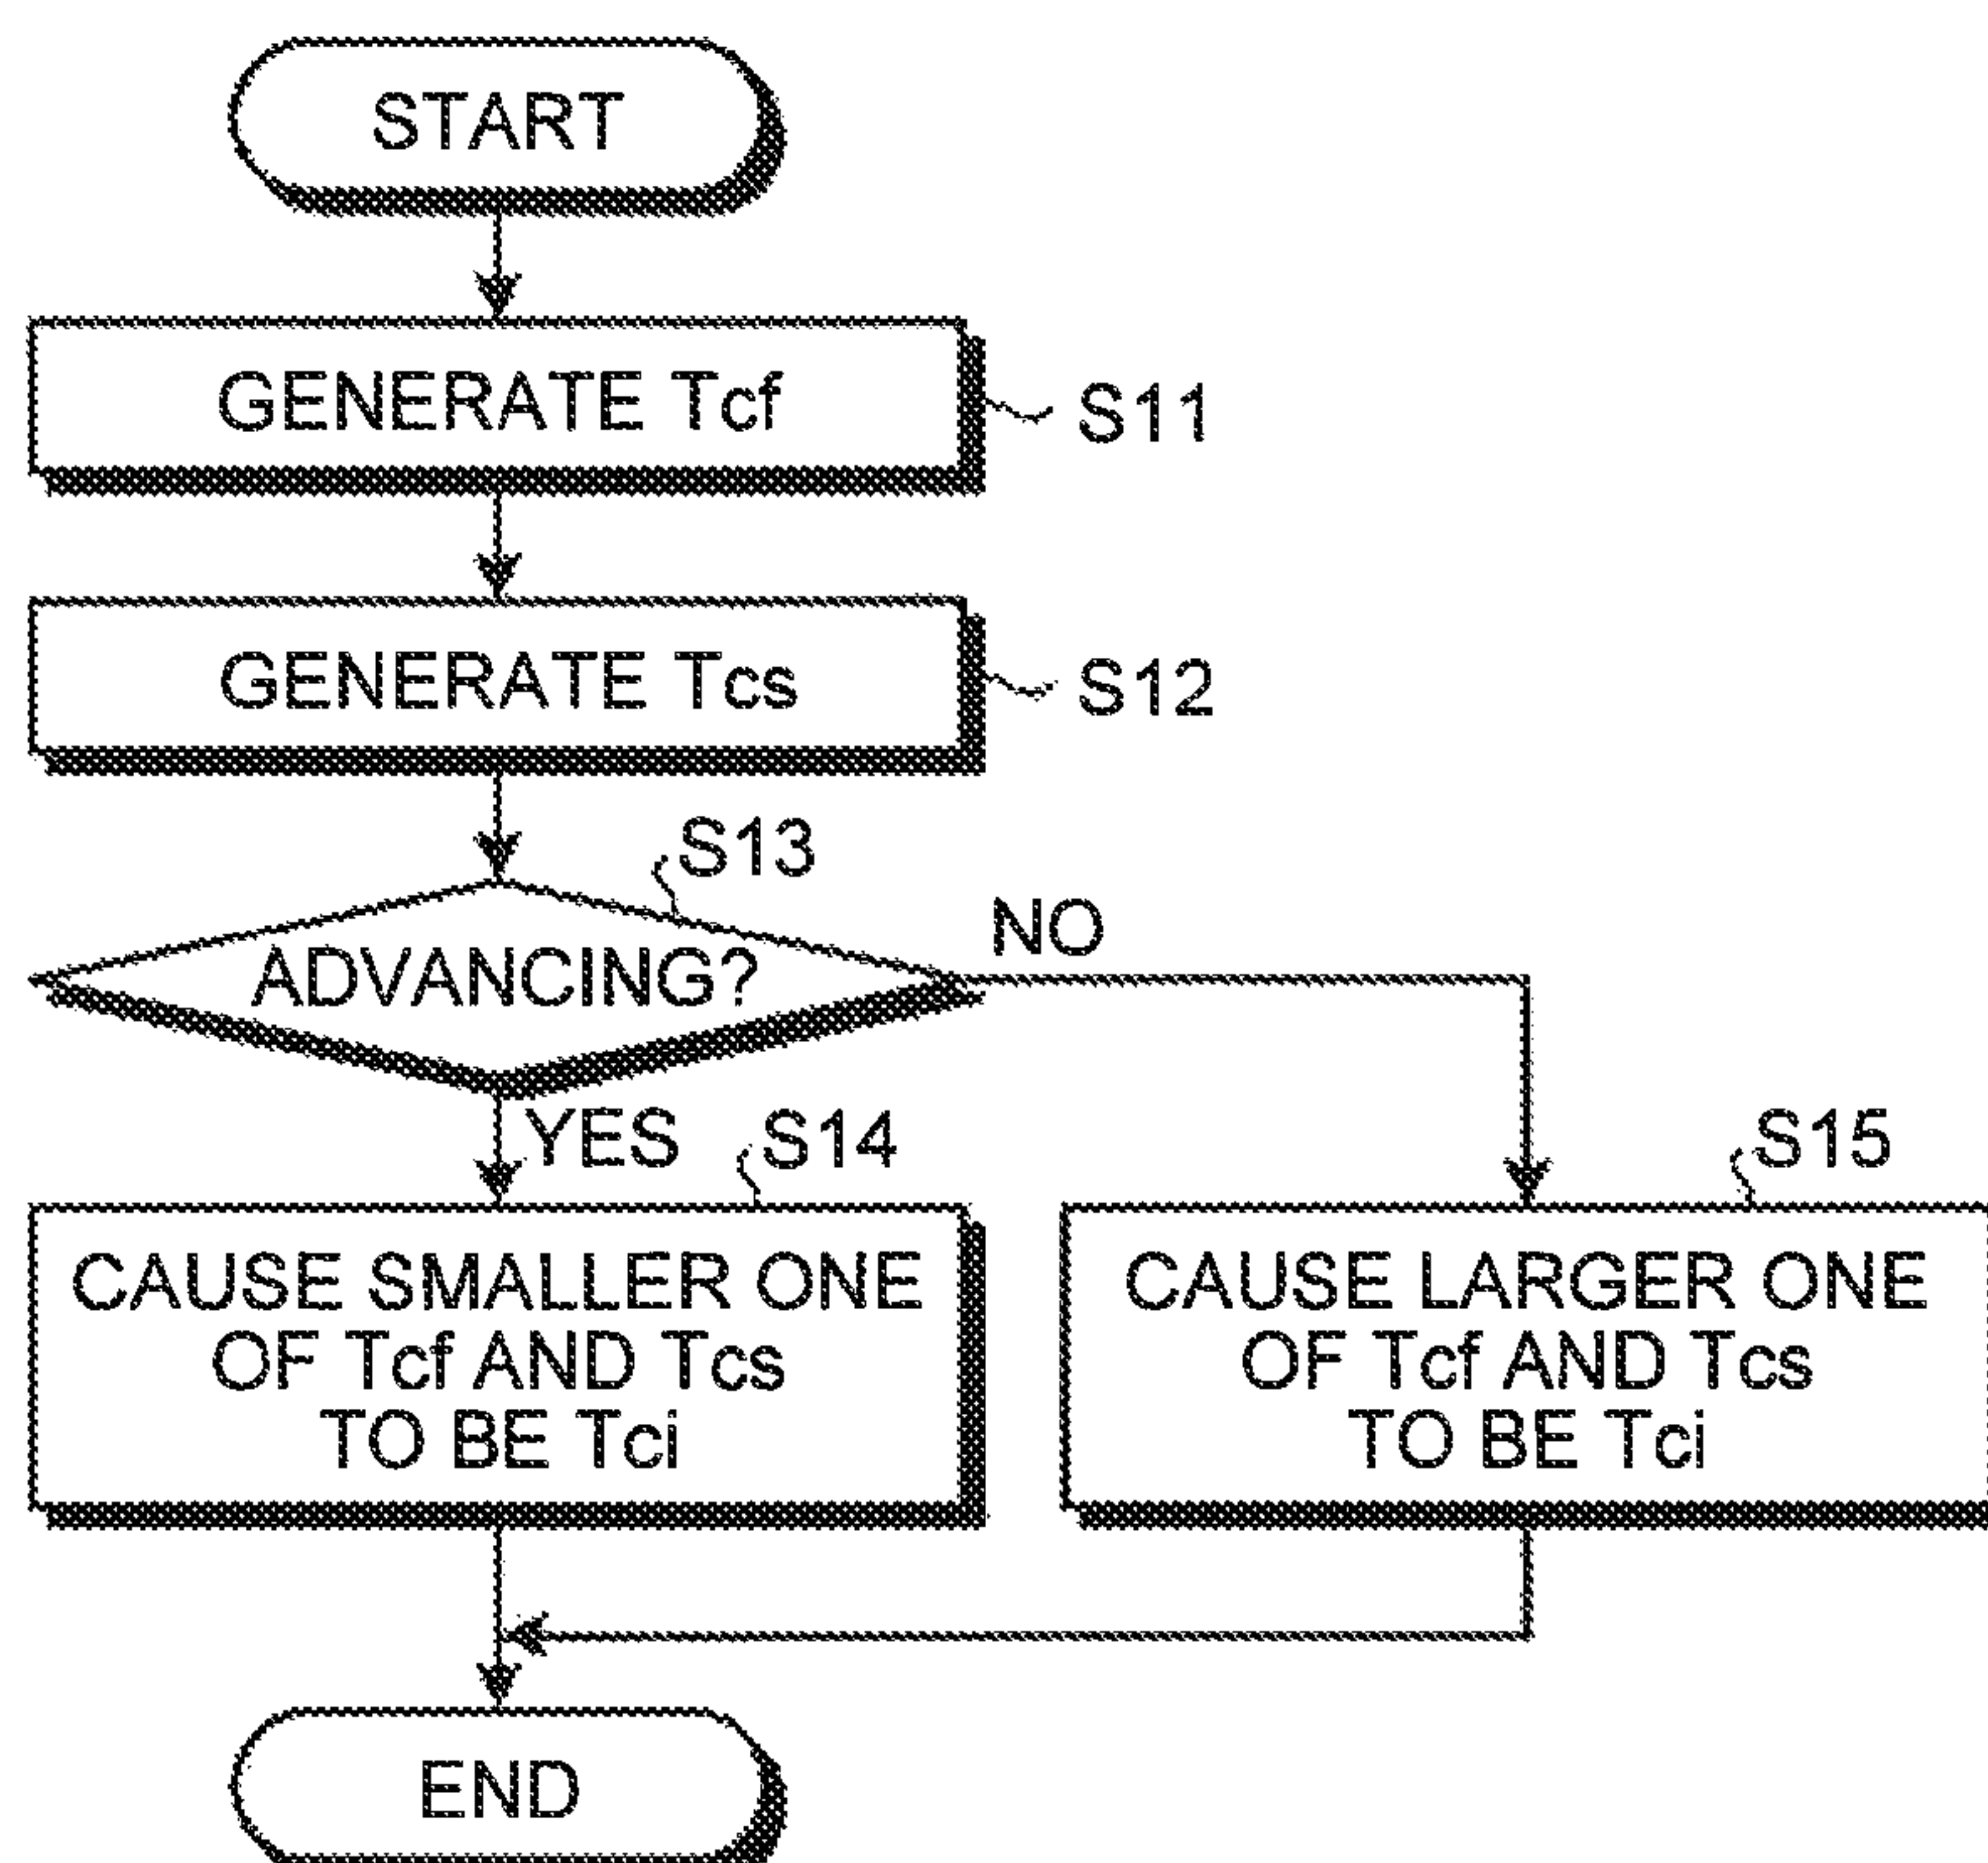 START
GENERATE Tcf
S11
GENERATE Tcs
S12
S13
ADVANCING?
NO
YES
S14
CAUSE SMALLER ONE
OF Tcf AND Tcs
TO BE Tci
S15
CAUSE LARGER ONE
OF Tcf AND Tcs
TO BE Tci
END